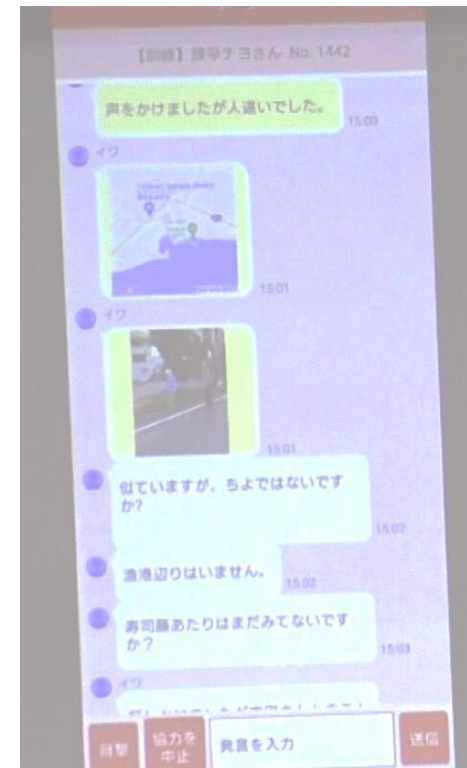 【訓練】諫早チヨさん No. 1442
声をかけましたが人違いでした。
15:00
イワ
15:01
イワ
15:01
似ていますが、ちよではないです
か?
15:02
漁港辺りはいません。
15:02
寿司藤あたりはまだみてないです
か?
15:03
イワ
目撃
協力を
中止
発言を入力
送信